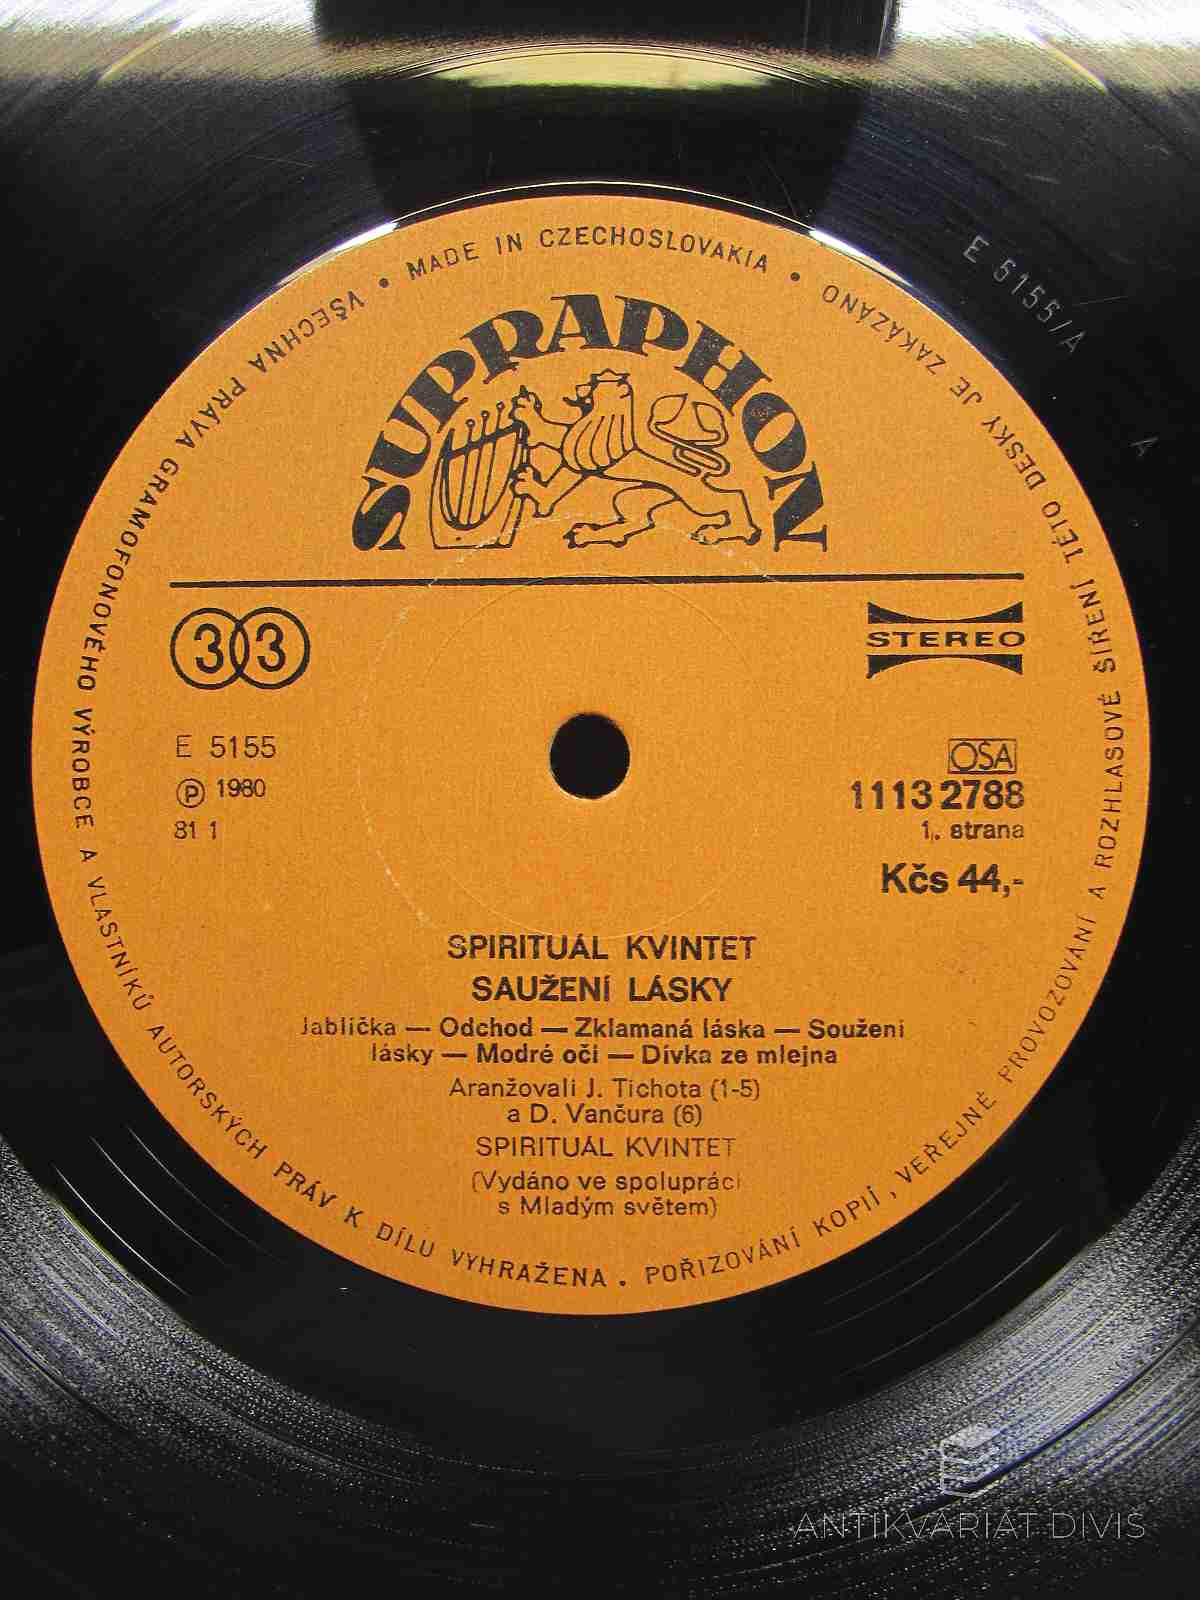 MADE IN CZECHOSLOVAKIA
SUPRAPHON
33
STEREO
E 5155
Ⓟ 1980
81 1
OSA
1113 2788
1. strana
Kčs 44,-
SPIRITUÁL KVINTET
SAUŽENÍ LÁSKY
Jablíčka — Odchod — Zklamaná láska — Soužení
lásky — Modré oči — Dívka ze mlejna
Aranžovali J. Tichota (1-5)
a D. Vančura (6)
SPIRITUÁL KVINTET
(Vydáno ve spolupráci
s Mladým světem)
VŠECHNA PRÁVA GRAMOFONOVÉHO VÝROBCE A VLASTNÍKŮ AUTORSKÝCH PRÁV K DÍLU VYHRAŽENA . POŘIZOVÁNÍ KOPIÍ, VEŘEJNÉ PROVOZOVÁNÍ A ROZHLASOVÉ ŠÍŘENÍ TÉTO DESKY JE ZAKÁZÁNO
E 5155/A
A
ANTIKVARIAT DIVIS